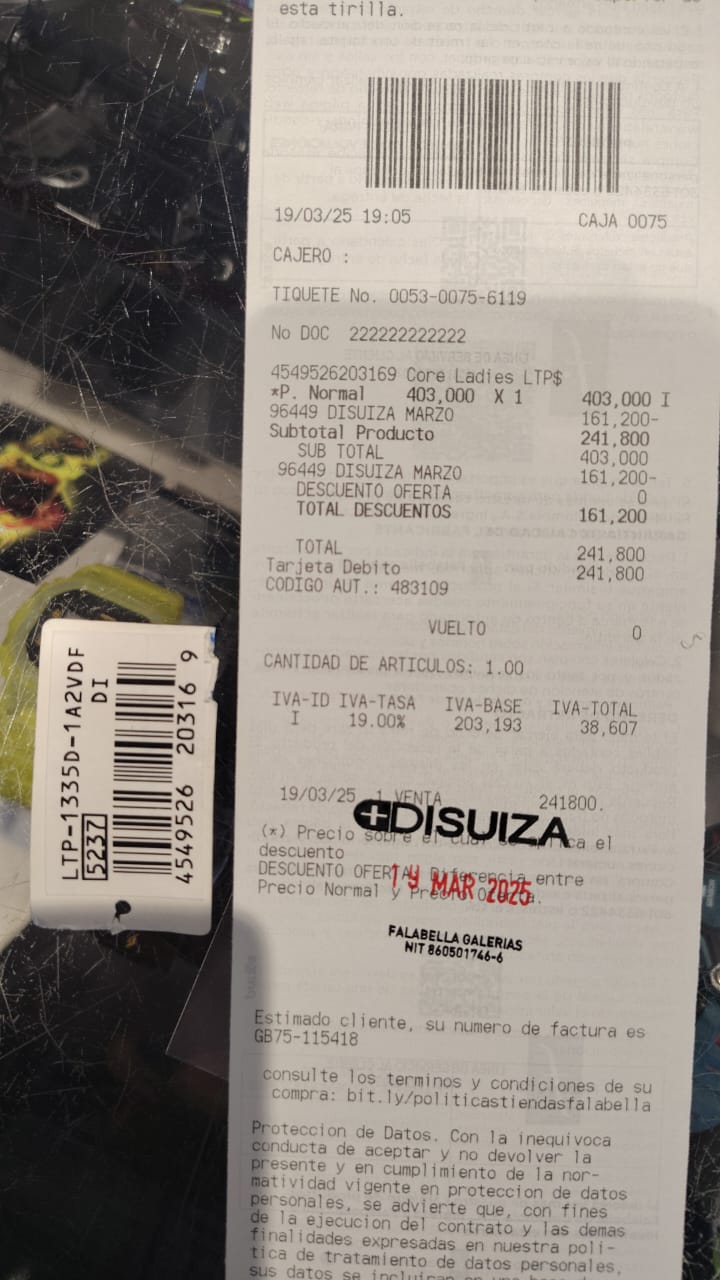 esta tirilla.
19/03/25 19:05 CAJA 0075
CAJERO :
TIQUETE No. 0053-0075-6119
No DOC 222222222222
4549526203169 Core Ladies LTP$
*P. Normal 403,000 X 1 403,000 I
96449 DISUIZA MARZO 161,200-
Subtotal Producto 241,800
SUB TOTAL 403,000
96449 DISUIZA MARZO 161,200-
DESCUENTO OFERTA 0
TOTAL DESCUENTOS 161,200
TOTAL 241,800
Tarjeta Debito 241,800
CODIGO AUT.: 483109
VUELTO 0
CANTIDAD DE ARTICULOS: 1.00
IVA-ID IVA-TASA IVA-BASE IVA-TOTAL
I 19.00% 203,193 38,607
19/03/25 1 VENTA 241800.
DISUIZA
(*) Precio sobre el cual se aplica el
descuento
DESCUENTO OFERTA: Diferencia entre
Precio Normal y Precio Oferta.
19 MAR 2025
FALABELLA GALERIAS
NIT 860501746-6
Estimado cliente, su numero de factura es
GB75-115418
consulte los terminos y condiciones de su
compra: bit.ly/politicastiendasfalabella
Proteccion de Datos. Con la inequivoca
conducta de aceptar y no devolver la
presente y en cumplimiento de la nor-
matividad vigente en proteccion de datos
personales, se advierte que, con fines
de la ejecucion del contrato y las demas
finalidades expresadas en nuestra poli-
tica de tratamiento de datos personales,
sus datos se incluiran en una
LTP-1335D-1A2VDF
5237 DI
4549526 20316 9